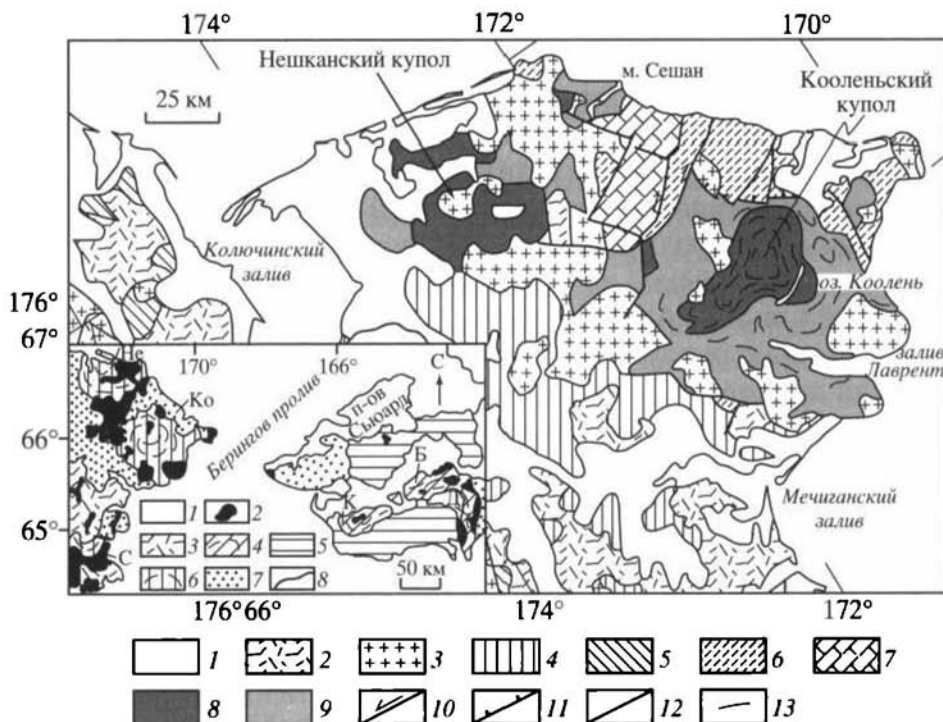 174° 172° 170°
Нешканский купол
м. Сешан
Кооленьский
купол
25 км
Колючинский
залив
оз. Коолень
176°
67°
залив
Лаврент
170° 166°
С
Ко
Берингов пролив
п-ов
Сьюард
66°
Б
К
Мечиганский
залив
65°
1 2
3 4 5
С
6 7 8
50 км
176°66° 174° 172°
1 2 3 4 5 6 7
8 9 10 11 12 13